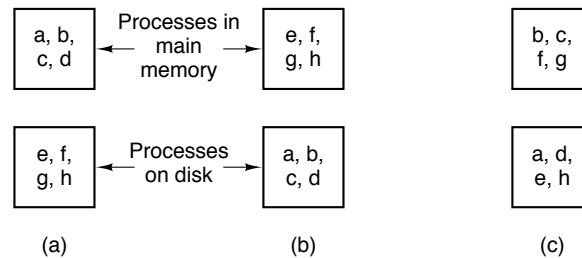 a, b,
c, d
Processes in
main
memory
e, f,
g, h
b, c,
f, g
e, f,
g, h
Processes
on disk
a, b,
c, d
a, d,
e, h
(a)
(b)
(c)